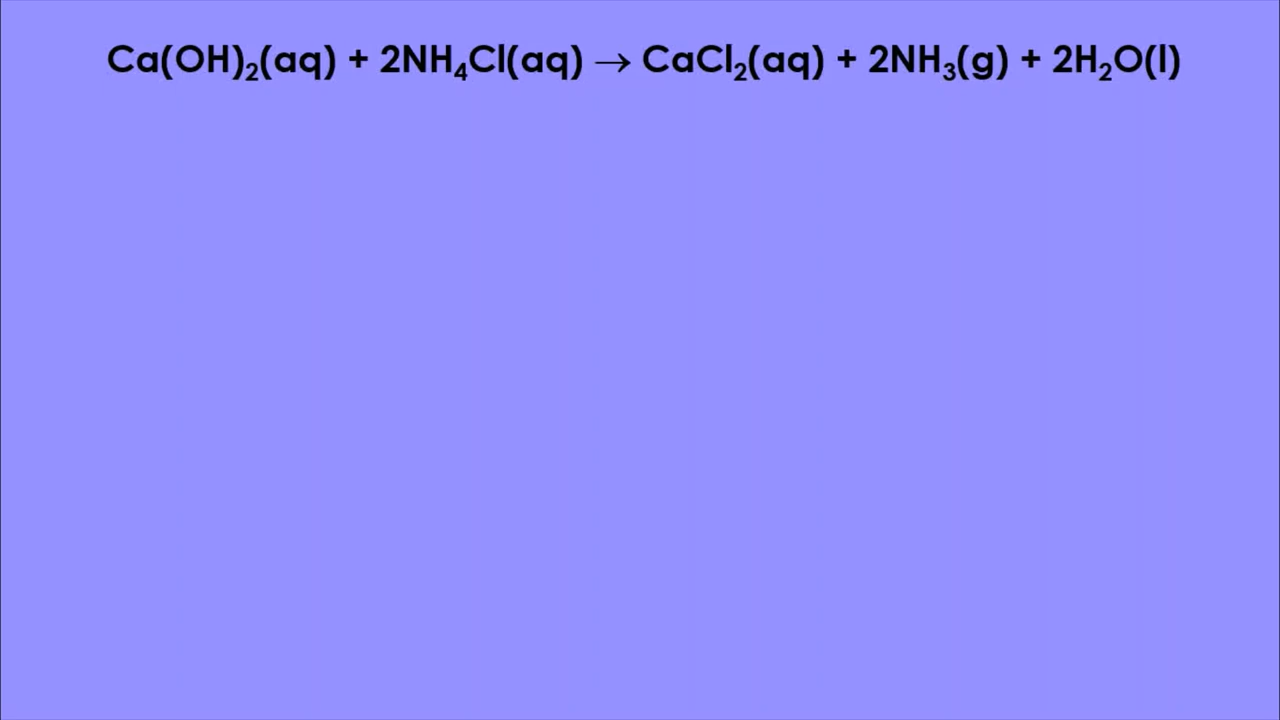 Ca(OH)₂(aq) + 2NH₄Cl(aq) → CaCl₂(aq) + 2NH₃(g) + 2H₂O(l)